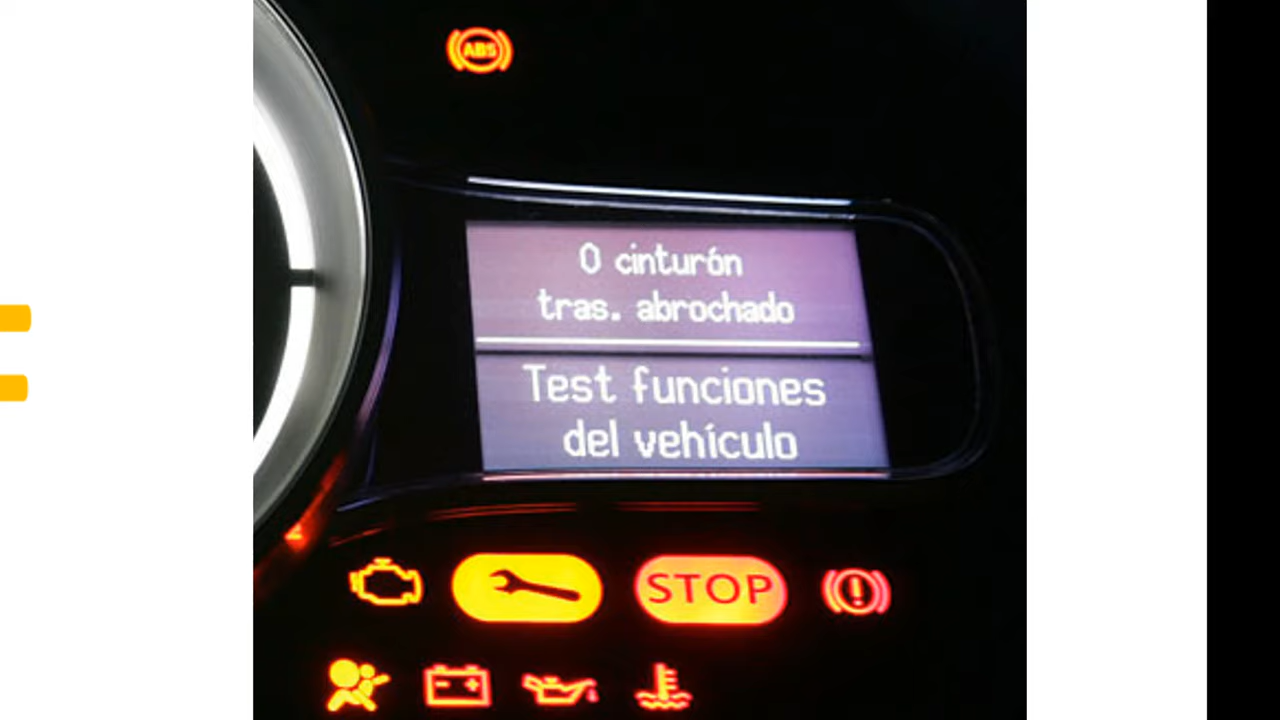 ABS
0 cinturón
tras. abrochado
Test funciones
del vehículo
STOP